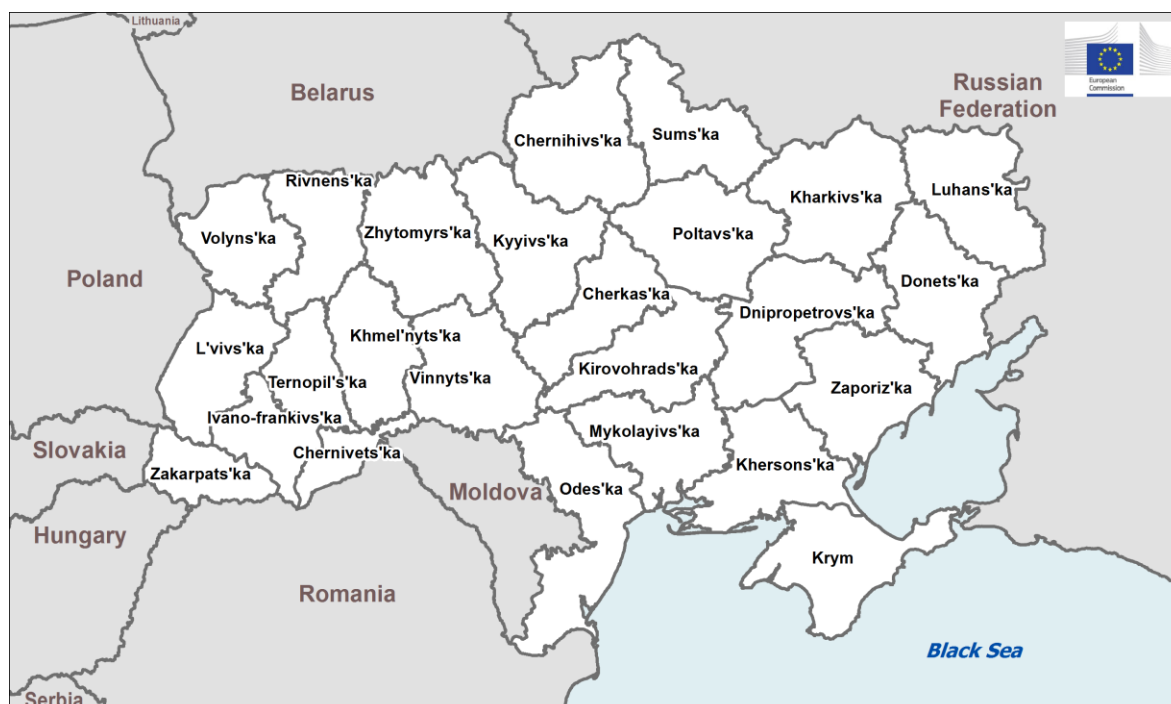 Lithuania
Belarus
Russian
Federation
European
Commission
Chernihivs'ka
Sums'ka
Rivnens'ka
Kharkivs'ka
Luhans'ka
Volyns'ka
Zhytomyrs'ka
Kyyivs'ka
Poltavs'ka
Poland
Cherkas'ka
Donets'ka
Dnipropetrovs'ka
L'vivs'ka
Khmel'nyts'ka
Ternopil's'ka
Vinnyts'ka
Kirovohrads'ka
Zaporiz'ka
Ivano-frankivs'ka
Mykolayivs'ka
Slovakia
Chernivets'ka
Khersons'ka
Zakarpats'ka
Moldova
Odes'ka
Hungary
Krym
Romania
Black Sea
Serbia